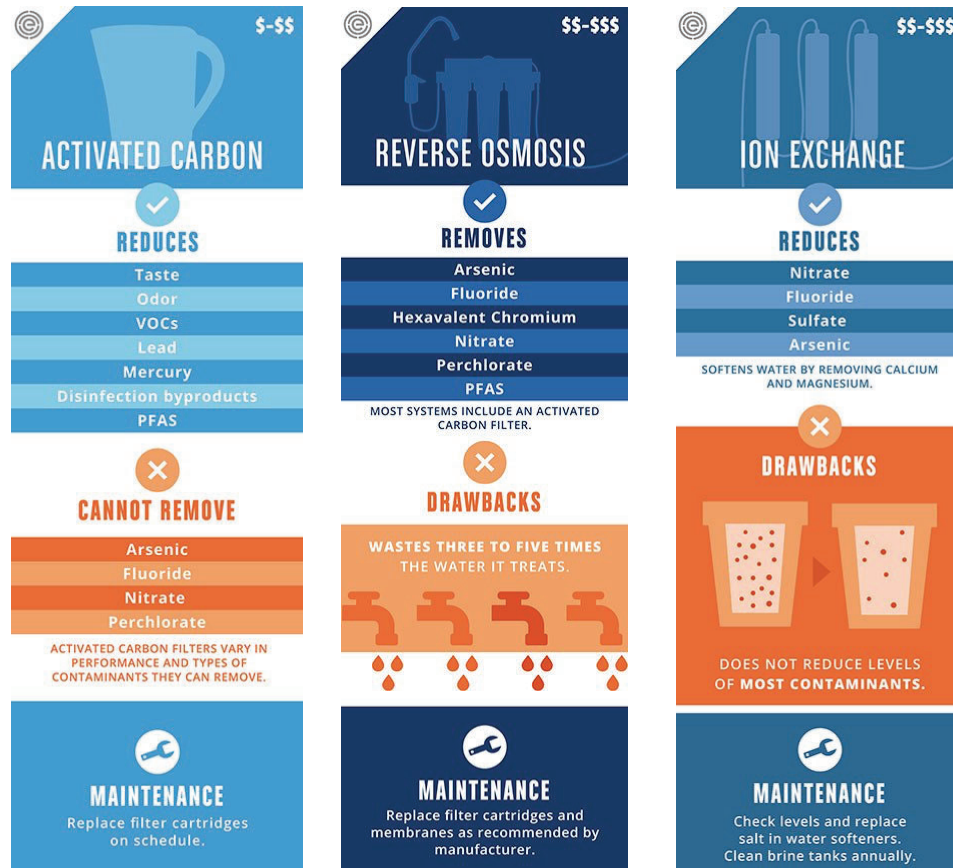 $-$$
ACTIVATED CARBON
REDUCES
Taste
Odor
VOCs
Lead
Mercury
Disinfection byproducts
PFAS
CANNOT REMOVE
Arsenic
Fluoride
Nitrate
Perchlorate
ACTIVATED CARBON FILTERS VARY IN
PERFORMANCE AND TYPES OF
CONTAMINANTS THEY CAN REMOVE.
MAINTENANCE
Replace filter cartridges
on schedule.
$$-$$$
REVERSE OSMOSIS
REMOVES
Arsenic
Fluoride
Hexavalent Chromium
Nitrate
Perchlorate
PFAS
MOST SYSTEMS INCLUDE AN ACTIVATED
CARBON FILTER.
DRAWBACKS
WASTES THREE TO FIVE TIMES
THE WATER IT TREATS.
MAINTENANCE
Replace filter cartridges and
membranes as recommended by
manufacturer.
$$-$$$
ION EXCHANGE
REDUCES
Nitrate
Fluoride
Sulfate
Arsenic
SOFTENS WATER BY REMOVING CALCIUM
AND MAGNESIUM.
DRAWBACKS
DOES NOT REDUCE LEVELS
OF MOST CONTAMINANTS.
MAINTENANCE
Check levels and replace
salt in water softeners.
Clean brine tanks annually.